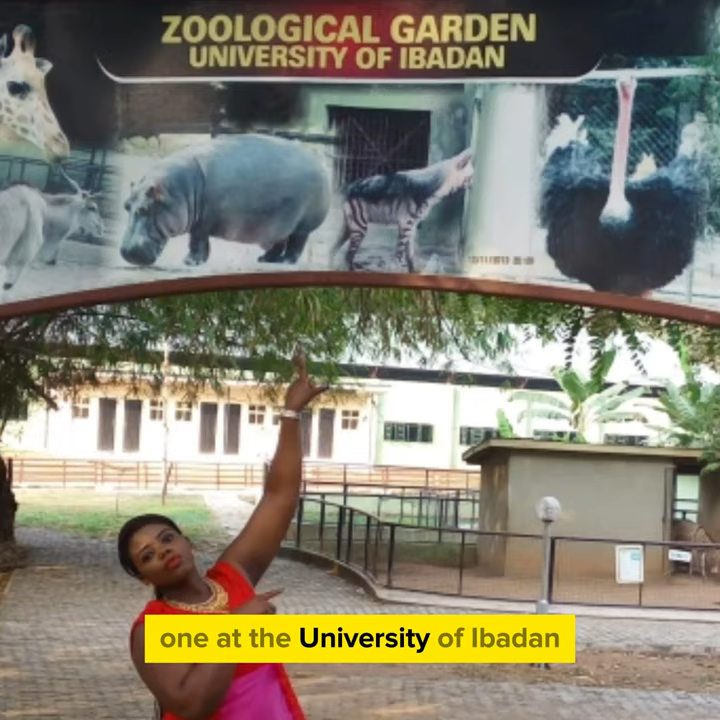 ZOOLOGICAL GARDEN
UNIVERSITY OF IBADAN
one at the University of Ibadan